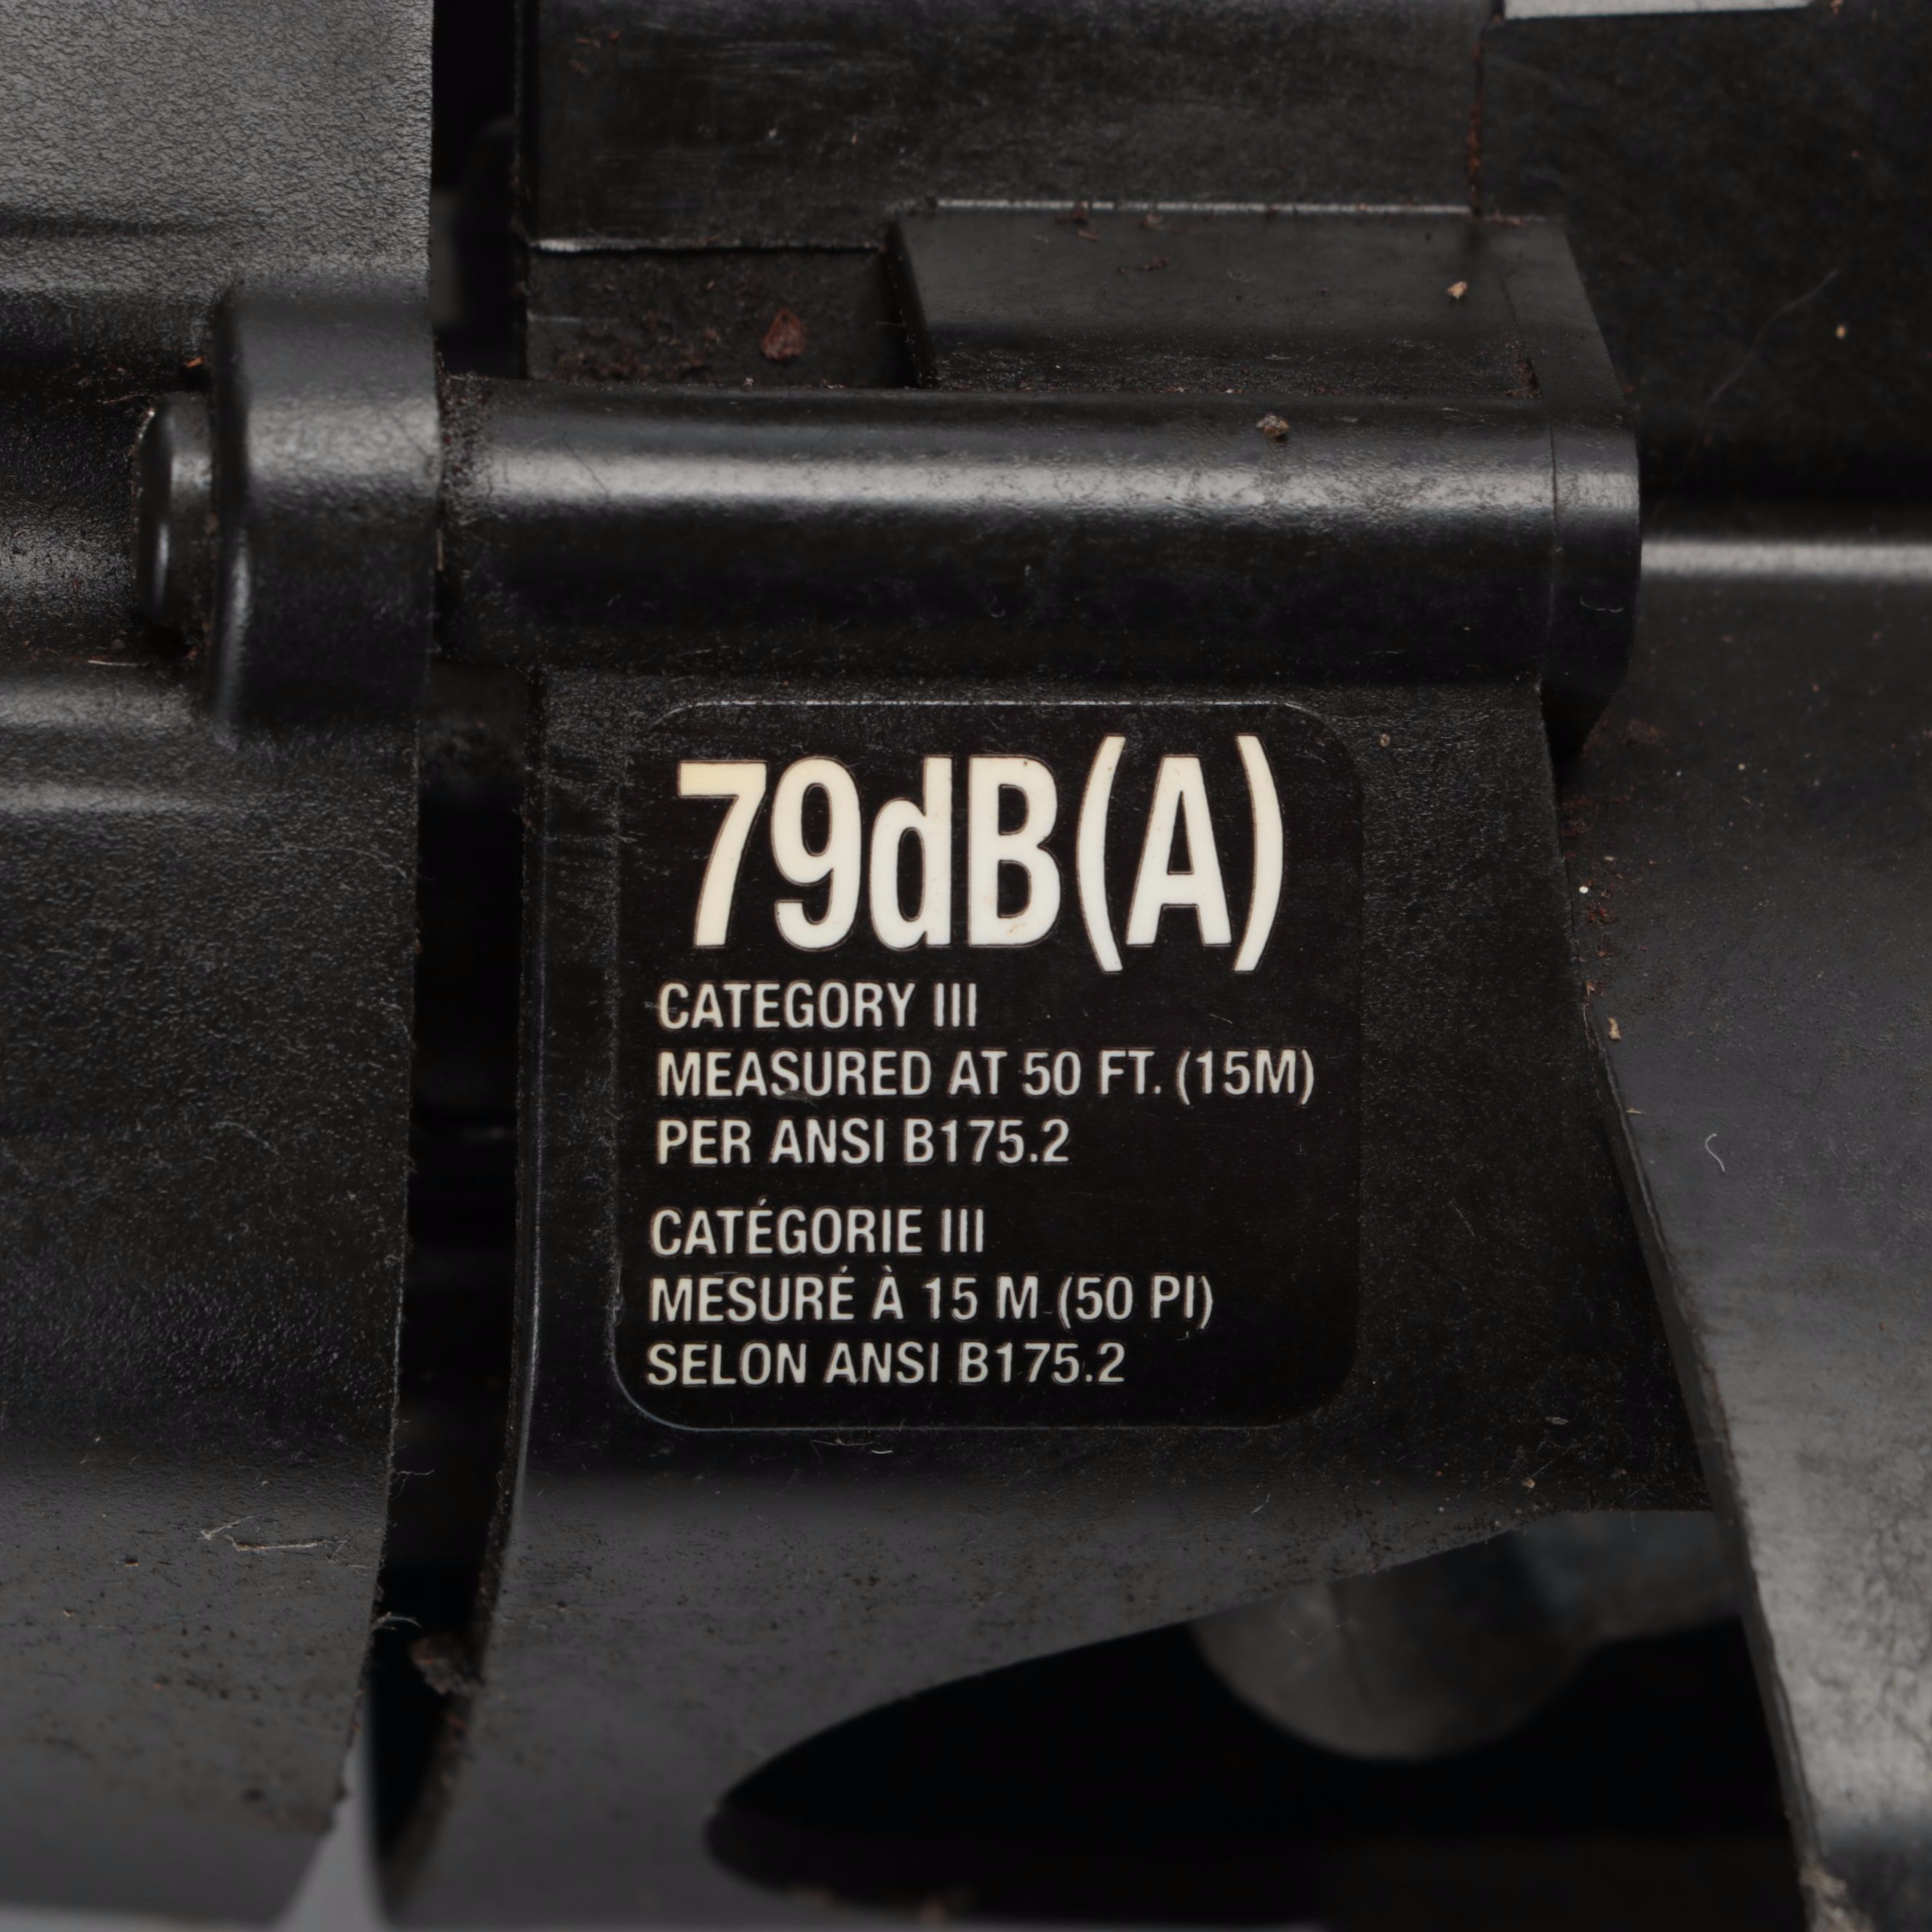 79dB(A)
CATEGORY III
MEASURED AT 50 FT. (15M)
PER ANSI B175.2
CATÉGORIE III
MESURÉ À 15 M (50 PI)
SELON ANSI B175.2